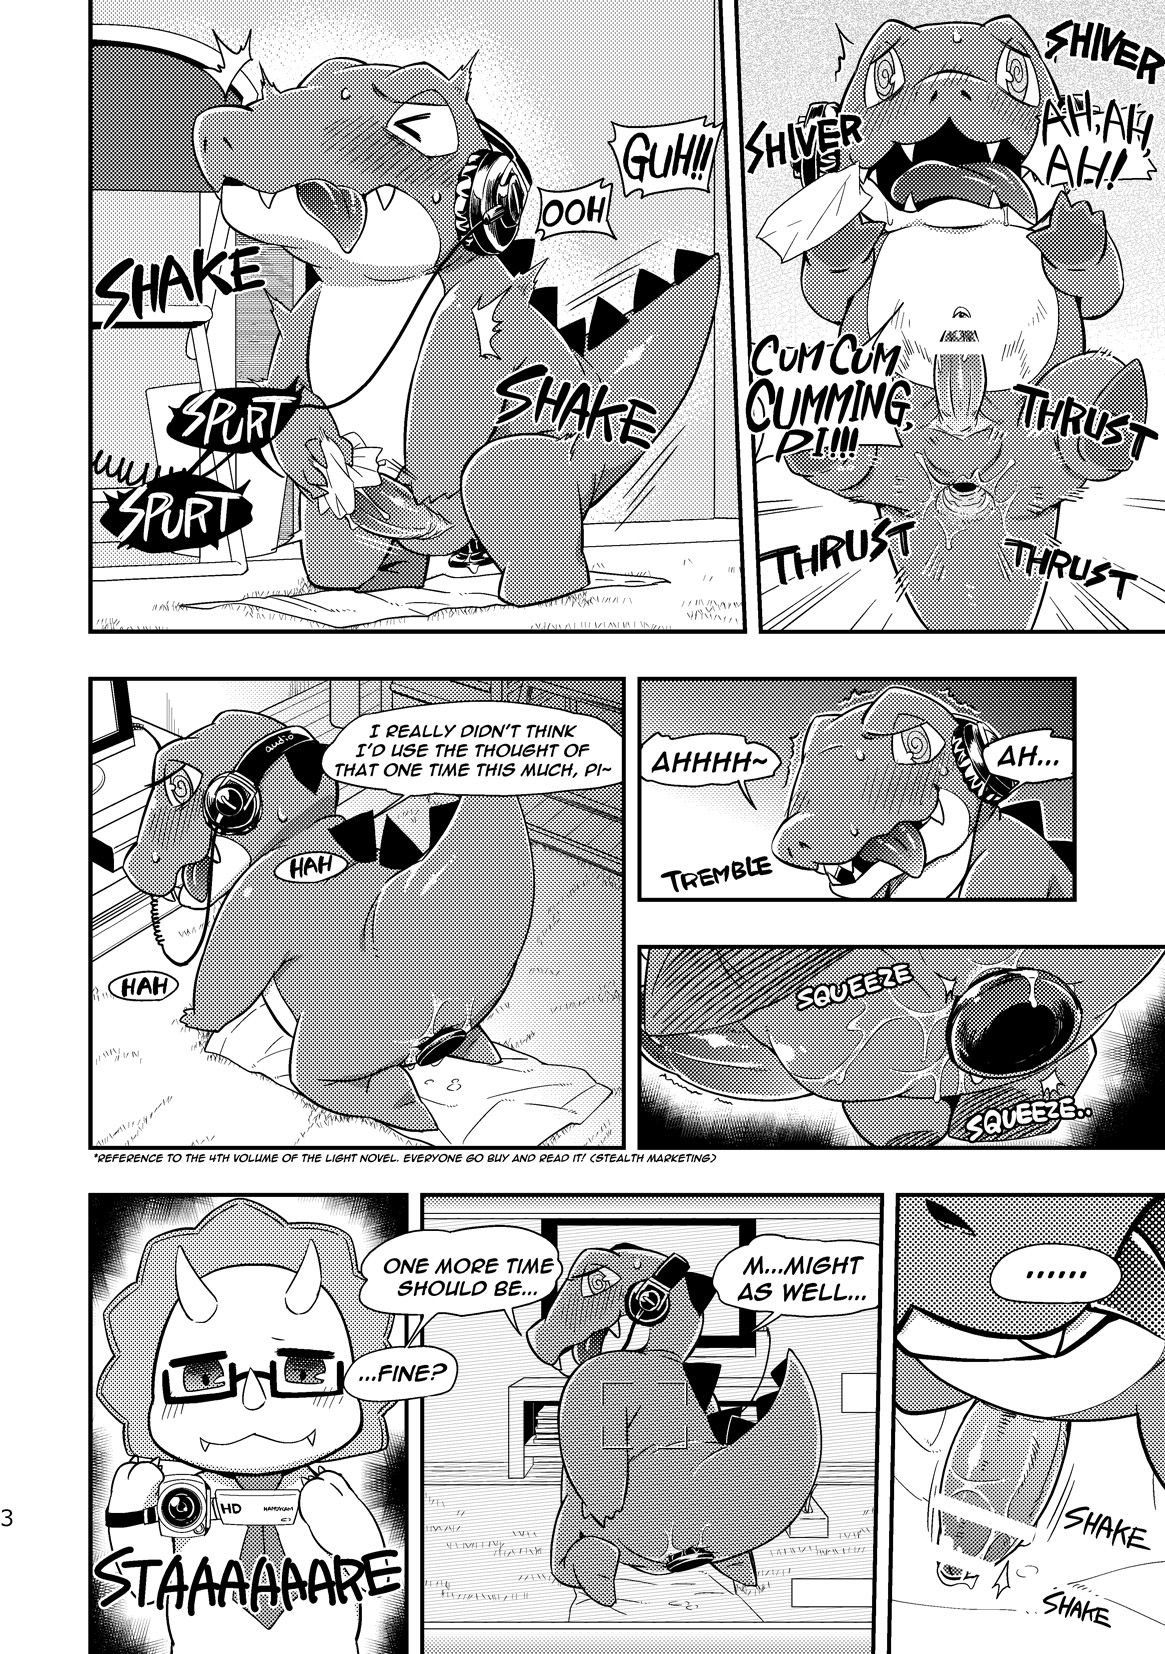 SHIVER
AH, AH,
AH!
SHIVER
CUM CUM
CUMMING,
PI!!!
THRUST
THRUST
THRUST
THRUST
GUH!!
OOH
SHAKE
SHAKE
SPURT
SPURT
AH...
AHHHH~
TREMBLE
SQUEEZE
SQUEEZE..
audio
I REALLY DIDN'T THINK
I'D USE THE THOUGHT OF
THAT ONE TIME THIS MUCH, PI~
HAH
HAH
*REFERENCE TO THE 4TH VOLUME OF THE LIGHT NOVEL. EVERYONE GO BUY AND READ IT! (STEALTH MARKETING)
......
SHAKE
SHAKE
M...MIGHT
AS WELL...
ONE MORE TIME
SHOULD BE...
...FINE?
HD
HANDYCAM
STAAAAAARE
3